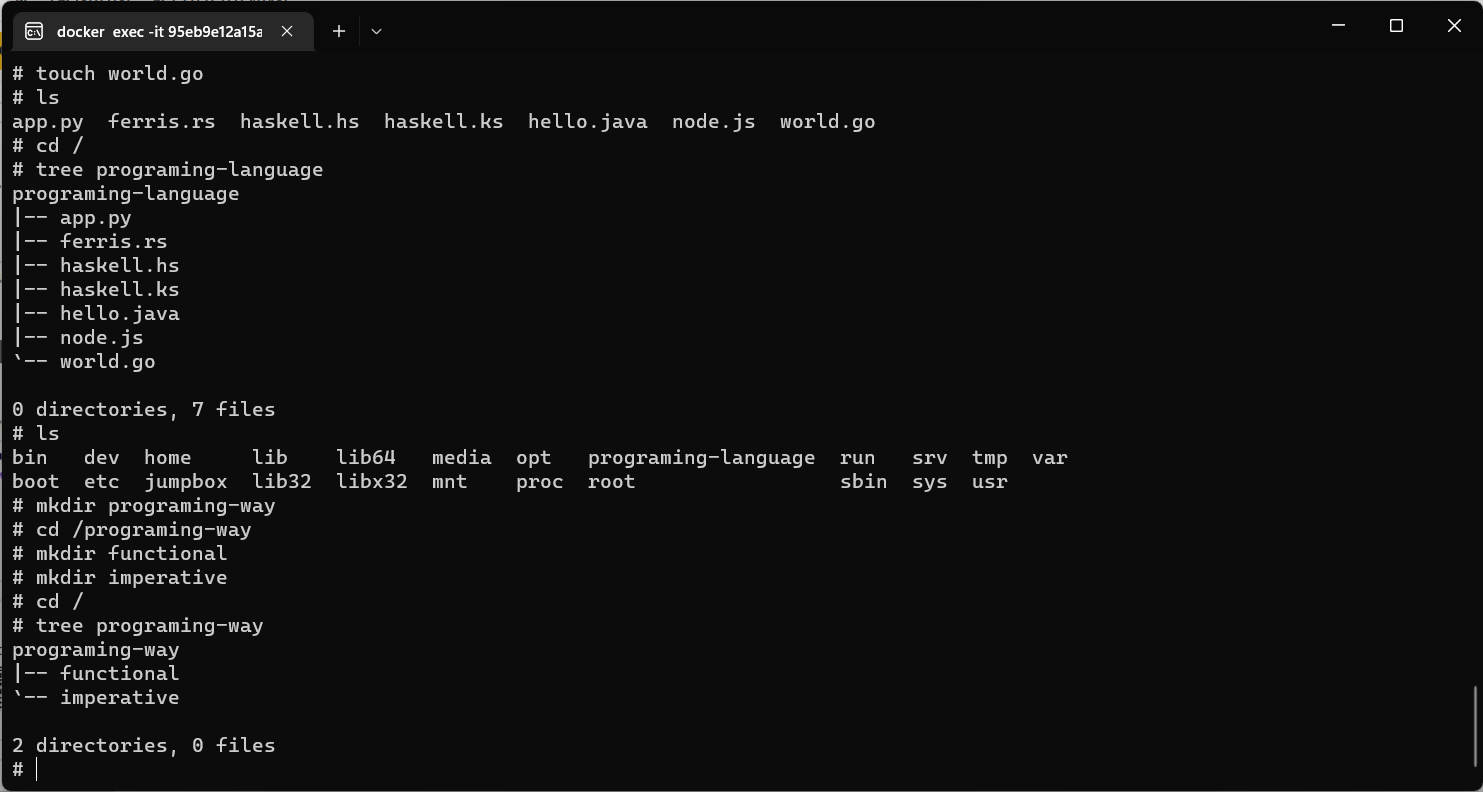 docker exec -it 95eb9e12a15a
# touch world.go
# ls
app.py  ferris.rs  haskell.hs  haskell.ks  hello.java  node.js  world.go
# cd /
# tree programing-language
programing-language
|-- app.py
|-- ferris.rs
|-- haskell.hs
|-- haskell.ks
|-- hello.java
|-- node.js
`-- world.go
0 directories, 7 files
# ls
bin   dev  home     lib    lib64   media  opt   programing-language  run   srv  tmp  var
boot  etc  jumpbox  lib32  libx32  mnt    proc  root                 sbin  sys  usr
# mkdir programing-way
# cd /programing-way
# mkdir functional
# mkdir imperative
# cd /
# tree programing-way
programing-way
|-- functional
`-- imperative
2 directories, 0 files
#